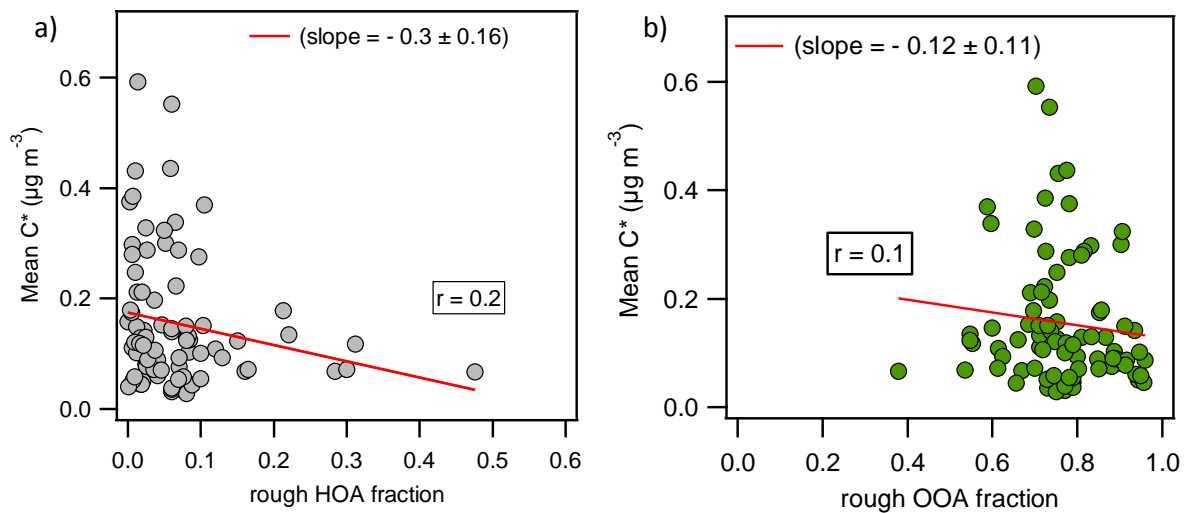 a)
(slope = - 0.3 ± 0.16)
Mean C* (µg m⁻³)
0.6
0.4
0.2
0.0
r = 0.2
0.0 0.1 0.2 0.3 0.4 0.5 0.6
rough HOA fraction
b)
(slope = - 0.12 ± 0.11)
Mean C* (µg m⁻³)
0.6
0.4
0.2
0.0
r = 0.1
0.0 0.2 0.4 0.6 0.8 1.0
rough OOA fraction